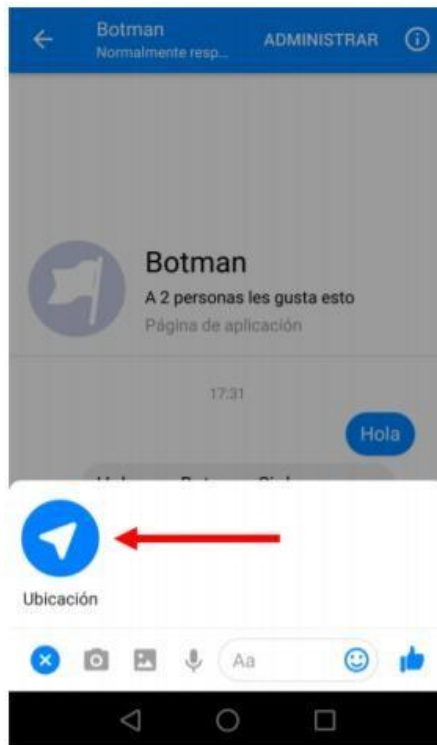 Botman
Normalmente resp...
ADMINISTRAR
Botman
A 2 personas les gusta esto
Página de aplicación
17:31
Hola
Ubicación
Aa